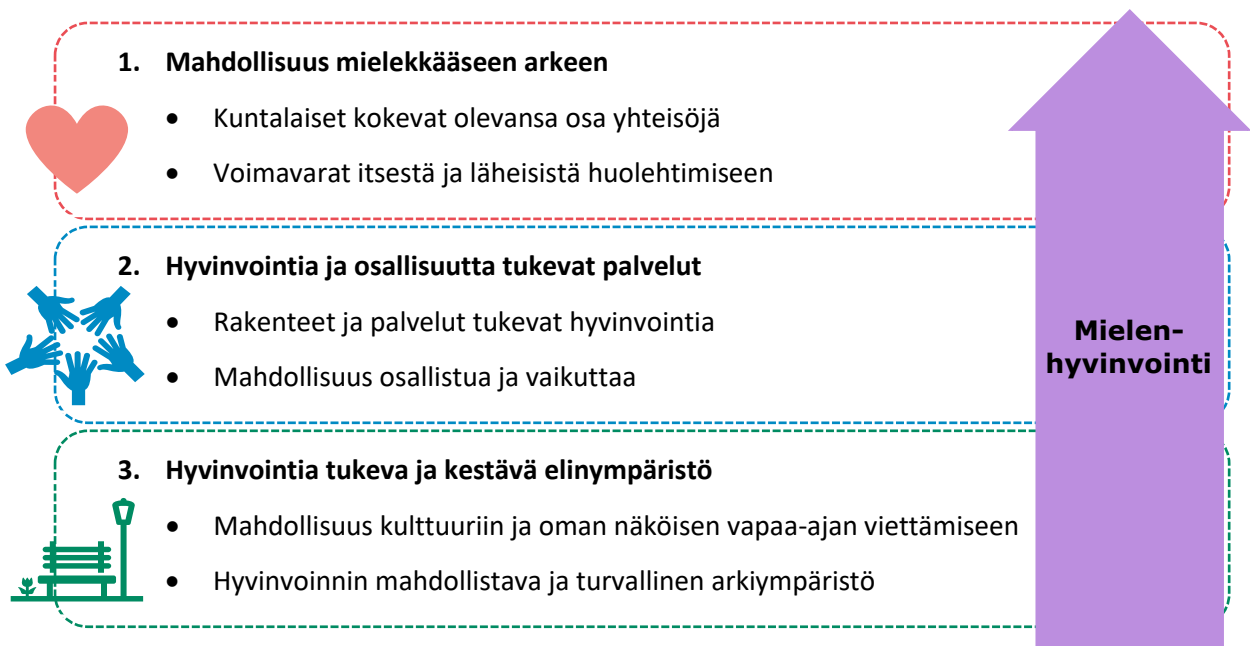 1. Mahdollisuus mielekkääseen arkeen
• Kuntalaiset kokevat olevansa osa yhteisöjä
• Voimavarat itsestä ja läheisistä huolehtimiseen
2. Hyvinvointia ja osallisuutta tukevat palvelut
• Rakenteet ja palvelut tukevat hyvinvointia
• Mahdollisuus osallistua ja vaikuttaa
3. Hyvinvointia tukeva ja kestävä elinympäristö
• Mahdollisuus kulttuuriin ja oman näköisen vapaa-ajan viettämiseen
• Hyvinvoinnin mahdollistava ja turvallinen arkiympäristö
Mielen-
hyvinvointi